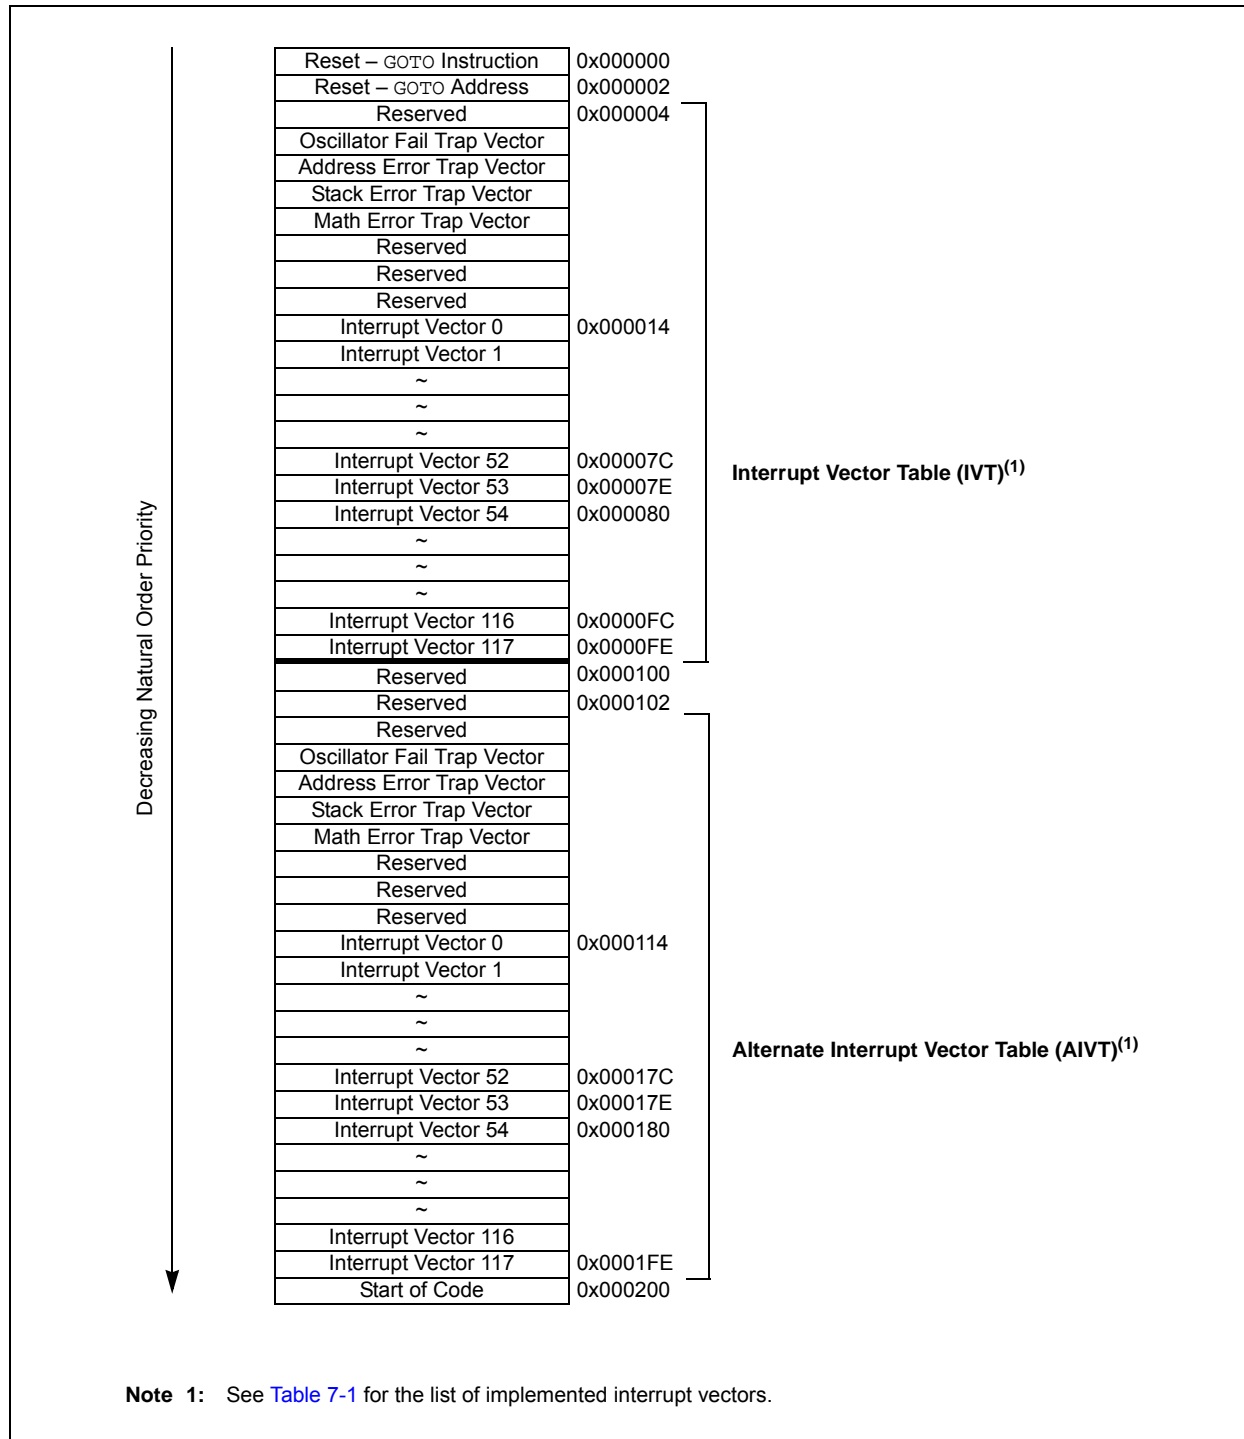 Decreasing Natural Order Priority
Reset – GOTO Instruction 0x000000
Reset – GOTO Address 0x000002
Reserved 0x000004
Oscillator Fail Trap Vector
Address Error Trap Vector
Stack Error Trap Vector
Math Error Trap Vector
Reserved
Reserved
Reserved
Interrupt Vector 0 0x000014
Interrupt Vector 1
~
~
~
Interrupt Vector 52 0x00007C
Interrupt Vector Table (IVT)(1)
Interrupt Vector 53 0x00007E
Interrupt Vector 54 0x000080
~
~
~
Interrupt Vector 116 0x0000FC
Interrupt Vector 117 0x0000FE
Reserved 0x000100
Reserved 0x000102
Reserved
Oscillator Fail Trap Vector
Address Error Trap Vector
Stack Error Trap Vector
Math Error Trap Vector
Reserved
Reserved
Reserved
Interrupt Vector 0 0x000114
Interrupt Vector 1
~
~
~
Alternate Interrupt Vector Table (AIVT)(1)
Interrupt Vector 52 0x00017C
Interrupt Vector 53 0x00017E
Interrupt Vector 54 0x000180
~
~
~
Interrupt Vector 116
Interrupt Vector 117 0x0001FE
Start of Code 0x000200
Note 1: See Table 7-1 for the list of implemented interrupt vectors.